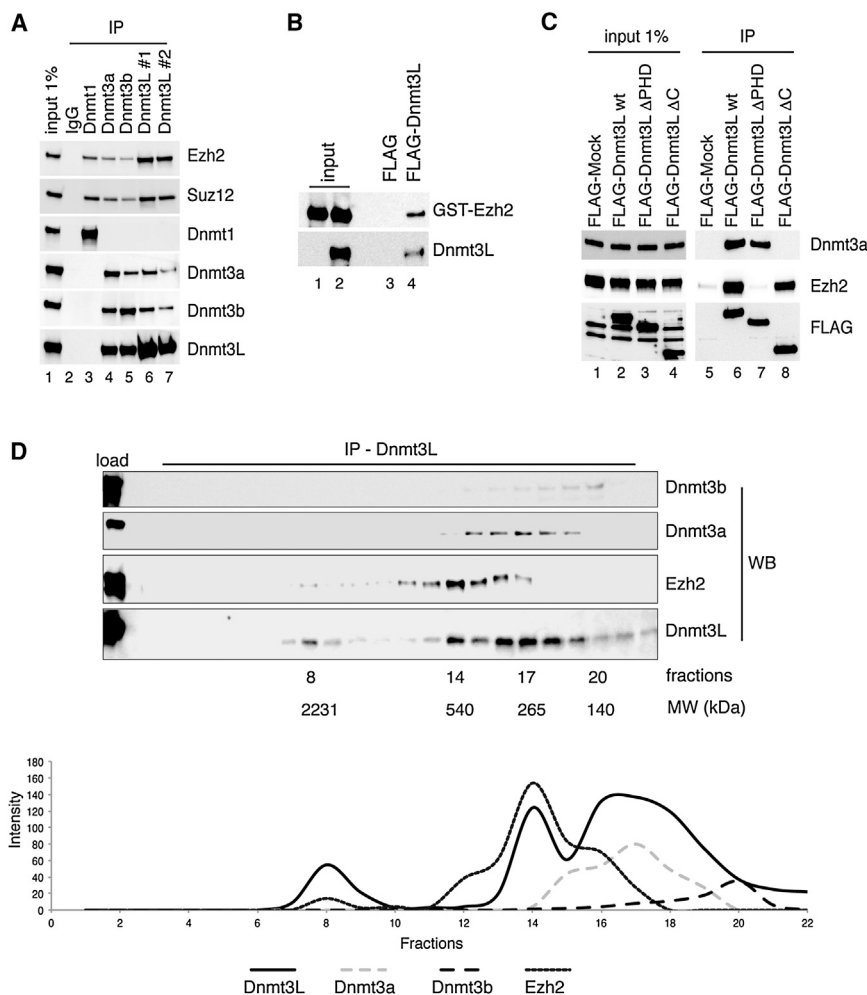 A
IP
input 1%
IgG
Dnmt1
Dnmt3a
Dnmt3b
Dnmt3L #1
Dnmt3L #2
Ezh2
Suz12
Dnmt1
Dnmt3a
Dnmt3b
Dnmt3L
1 2 3 4 5 6 7
B
input
FLAG
FLAG-Dnmt3L
GST-Ezh2
Dnmt3L
1 2 3 4
C
input 1% IP
FLAG-Mock
FLAG-Dnmt3L wt
FLAG-Dnmt3L ΔPHD
FLAG-Dnmt3L ΔC
FLAG-Mock
FLAG-Dnmt3L wt
FLAG-Dnmt3L ΔPHD
FLAG-Dnmt3L ΔC
Dnmt3a
Ezh2
FLAG
1 2 3 4 5 6 7 8
D
IP - Dnmt3L
load
Dnmt3b
Dnmt3a
Ezh2
Dnmt3L
WB
8 14 17 20 fractions
2231 540 265 140 MW (kDa)
180
160
140
120
100
80
60
40
20
0
Intensity
0 2 4 6 8 10 12 14 16 18 20 22
Fractions
Dnmt3L Dnmt3a Dnmt3b Ezh2